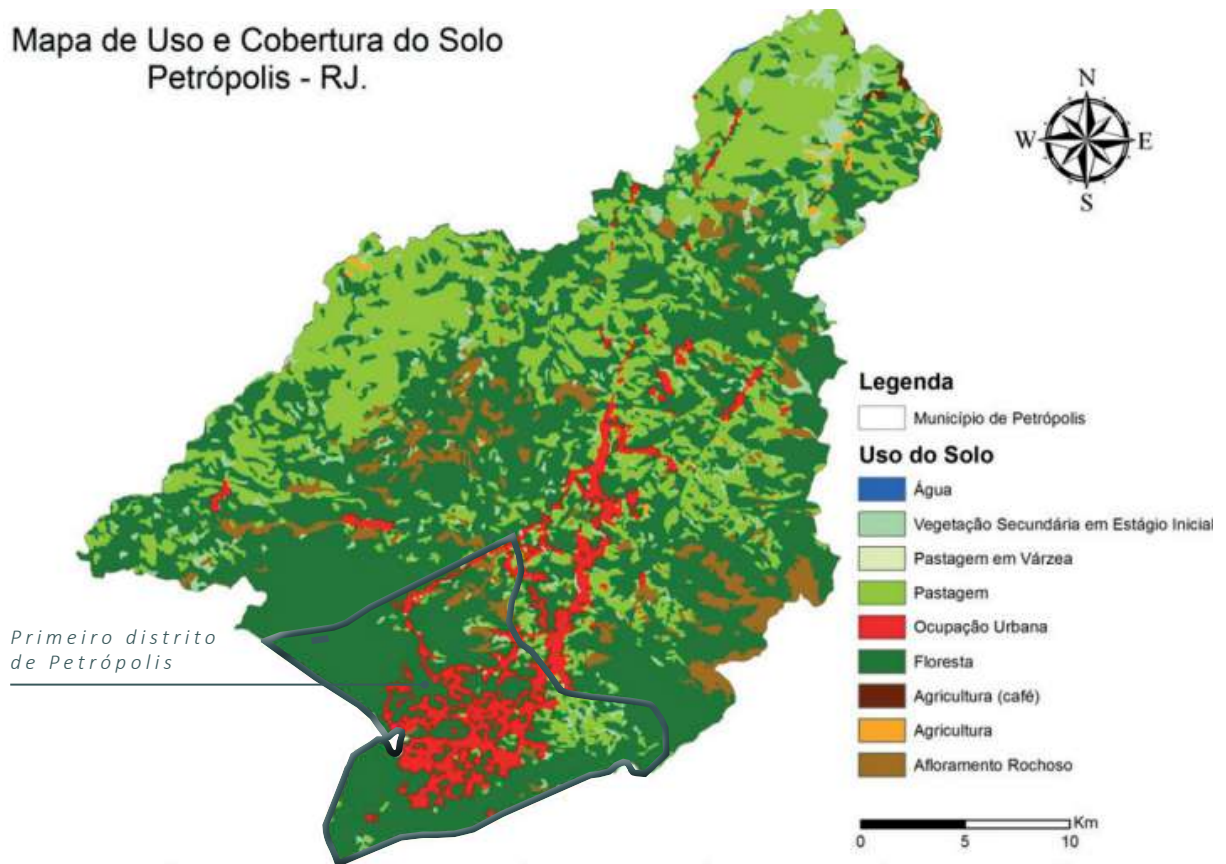 Mapa de Uso e Cobertura do Solo
Petrópolis - RJ.
N
W E
S
Primeiro distrito
de Petrópolis
Legenda
Município de Petrópolis
Uso do Solo
Água
Vegetação Secundária em Estágio Inicial
Pastagem em Várzea
Pastagem
Ocupação Urbana
Floresta
Agricultura (café)
Agricultura
Afloramento Rochoso
Km
0 5 10